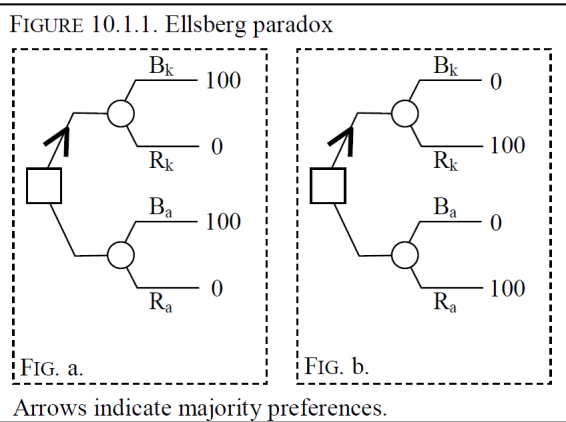 FIGURE 10.1.1. Ellsberg paradox
Bk
100
0
Rk
Ba
100
0
Ra
FIG. a.
Bk
0
100
Rk
Ba
0
100
Ra
FIG. b.
Arrows indicate majority preferences.